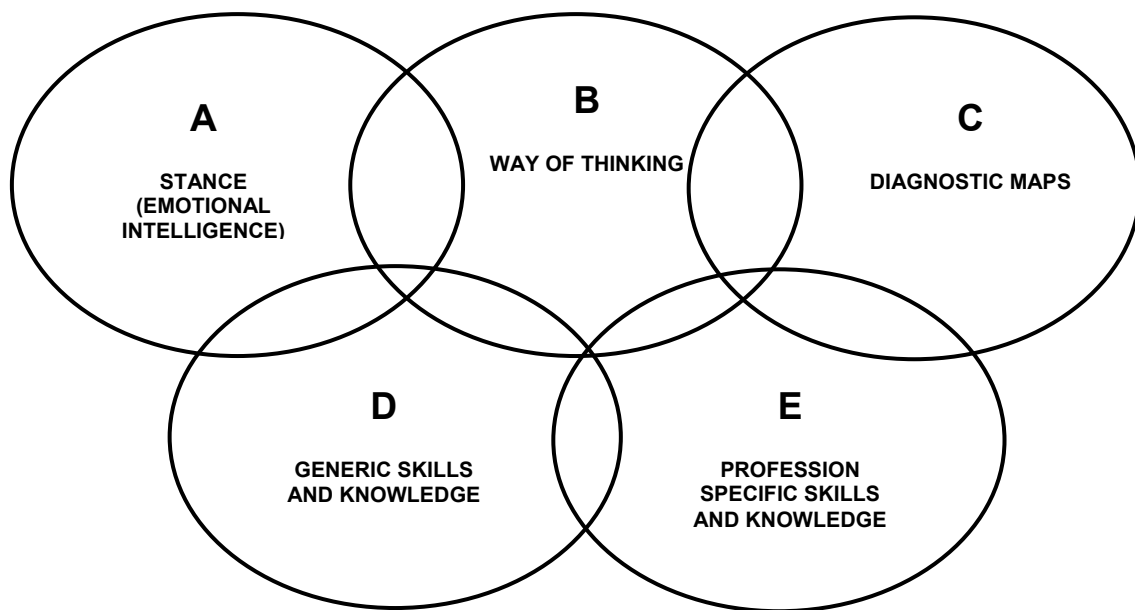 A
STANCE
(EMOTIONAL
INTELLIGENCE)
B
WAY OF THINKING
C
DIAGNOSTIC MAPS
D
GENERIC SKILLS
AND KNOWLEDGE
E
PROFESSION
SPECIFIC SKILLS
AND KNOWLEDGE